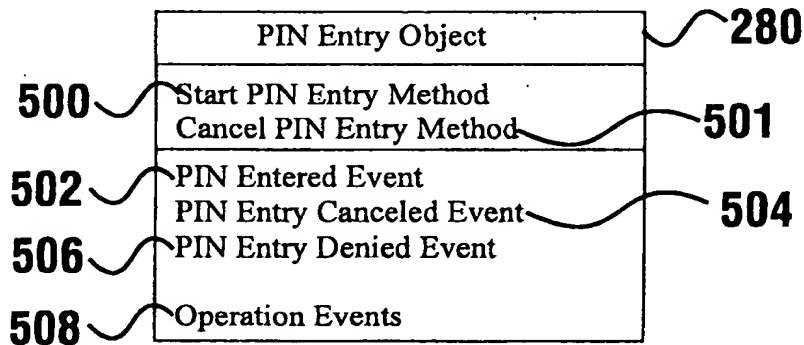 PIN Entry Object 280
500 Start PIN Entry Method
Cancel PIN Entry Method 501
502 PIN Entered Event
PIN Entry Canceled Event 504
506 PIN Entry Denied Event
508 Operation Events